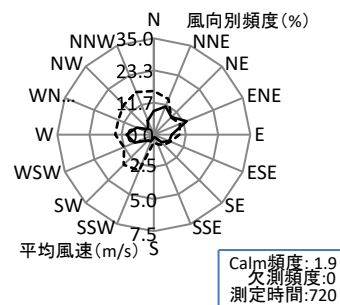 N
風向別頻度(%)
NNW
35.0
NNE
NW
23.3
NE
WN...
11.7
ENE
W
E
WSW
2.5
ESE
SW
5.0
SE
SSW
7.5
SSE
平均風速(m/s)
S
Calm頻度: 1.9
欠測頻度:0
測定時間:720